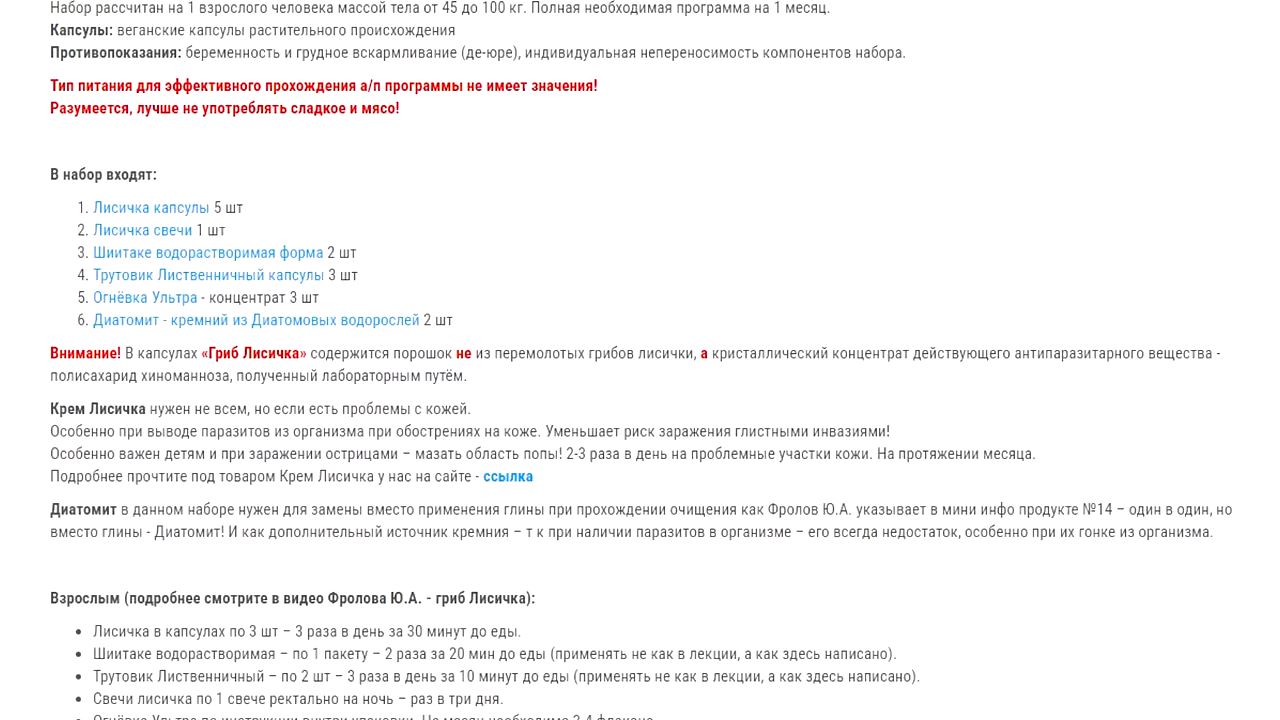 Набор рассчитан на 1 взрослого человека массой тела от 45 до 100 кг. Полная необходимая программа на 1 месяц.
Капсулы: веганские капсулы растительного происхождения
Противопоказания: беременность и грудное вскармливание (де-юре), индивидуальная непереносимость компонентов набора.
Тип питания для эффективного прохождения а/п программы не имеет значения!
Разумеется, лучше не употреблять сладкое и мясо!
В набор входят:
1. Лисичка капсулы 5 шт
2. Лисичка свечи 1 шт
3. Шиитаке водорастворимая форма 2 шт
4. Трутовик Лиственничный капсулы 3 шт
5. Огнёвка Ультра - концентрат 3 шт
6. Диатомит - кремний из Диатомовых водорослей 2 шт
Внимание! В капсулах «Гриб Лисичка» содержится порошок не из перемолотых грибов лисички, а кристаллический концентрат действующего антипаразитарного вещества -
полисахарид хиноманноза, полученный лабораторным путём.
Крем Лисичка нужен не всем, но если есть проблемы с кожей.
Особенно при выводе паразитов из организма при обострениях на коже. Уменьшает риск заражения глистными инвазиями!
Особенно важен детям и при заражении острицами – мазать область попы! 2-3 раза в день на проблемные участки кожи. На протяжении месяца.
Подробнее прочтите под товаром Крем Лисичка у нас на сайте - ссылка
Диатомит в данном наборе нужен для замены вместо применения глины при прохождении очищения как Фролов Ю.А. указывает в мини инфо продукте №14 – один в один, но
вместо глины - Диатомит! И как дополнительный источник кремния – т к при наличии паразитов в организме – его всегда недостаток, особенно при их гонке из организма.
Взрослым (подробнее смотрите в видео Фролова Ю.А. - гриб Лисичка):
• Лисичка в капсулах по 3 шт – 3 раза в день за 30 минут до еды.
• Шиитаке водорастворимая – по 1 пакету – 2 раза за 20 мин до еды (применять не как в лекции, а как здесь написано).
• Трутовик Лиственничный – по 2 шт – 3 раза в день за 10 минут до еды (применять не как в лекции, а как здесь написано).
• Свечи лисичка по 1 свече ректально на ночь – раз в три дня.
• Огнёвка Ультра по инструкции внутри упаковки. На месяц необходимо 3-4 флакона.